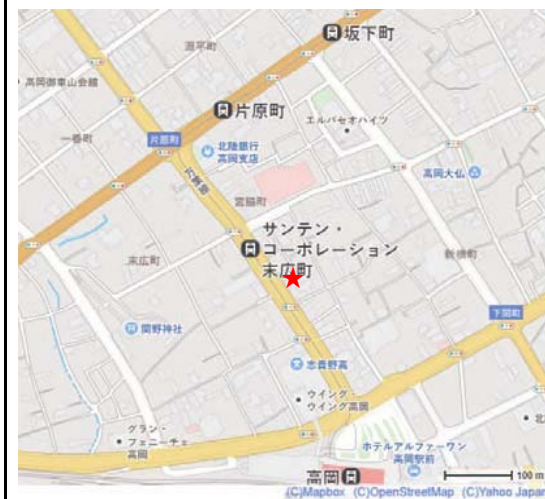 坂下町
源平町
高岡御車山会館
片原町
エルパセオハイツ
一番町
片原町
北陸銀行
高岡支店
高岡大仏
宮脇町
サンテン・
コーポレーション
末広町
末広町
新横町
下関町
関野神社
志貴野高
ウイング・
ウイング高岡
グラン・
フェニーチェ
高岡
ホテルアルファーワン
高岡駅前
高岡
100 m
(C)Mapbox (C)OpenStreetMap (C)Yahoo Japan